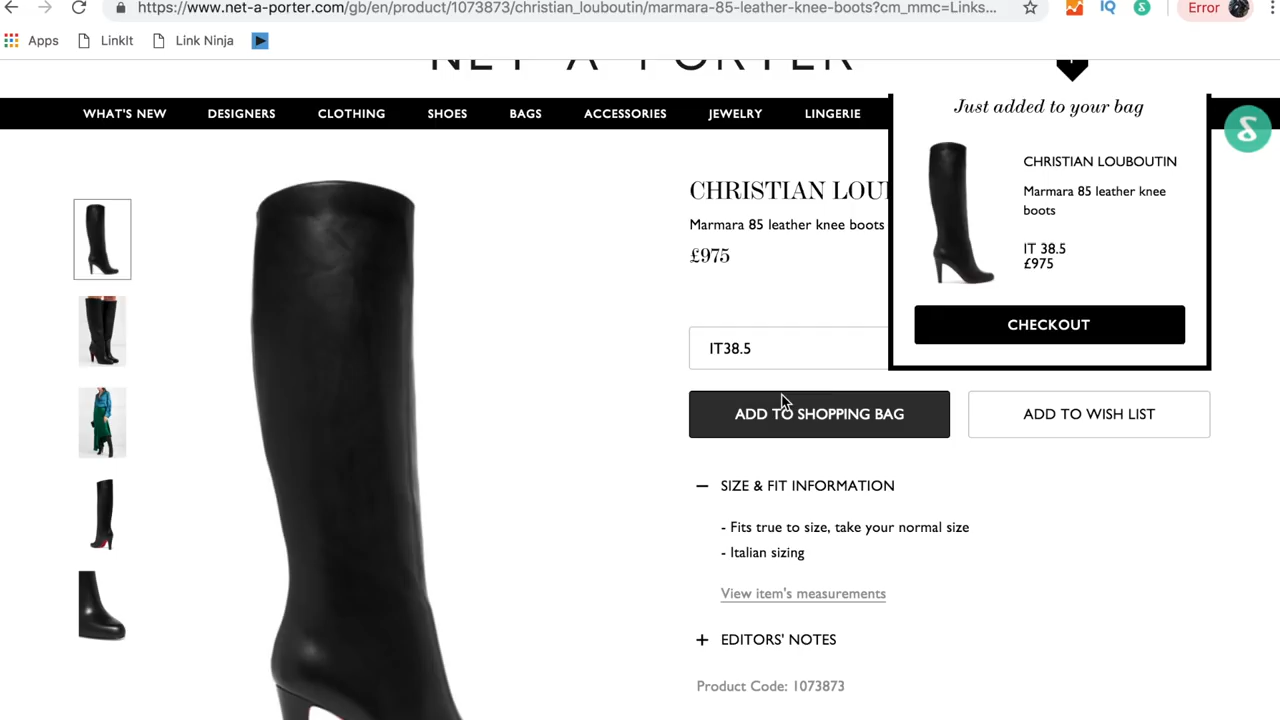 https://www.net-a-porter.com/gb/en/product/1073873/christian_louboutin/marmara-85-leather-knee-boots?cm_mmc=Links...
IQ
Error
Apps
LinkIt
Link Ninja
NET-A-PORTER
WHAT'S NEW
DESIGNERS
CLOTHING
SHOES
BAGS
ACCESSORIES
JEWELRY
LINGERIE
Just added to your bag
CHRISTIAN LOUBOUTIN
Marmara 85 leather knee
boots
IT 38.5
£975
CHECKOUT
CHRISTIAN LOU
Marmara 85 leather knee boots
£975
IT38.5
ADD TO SHOPPING BAG
ADD TO WISH LIST
– SIZE & FIT INFORMATION
- Fits true to size, take your normal size
- Italian sizing
View item's measurements
+ EDITORS' NOTES
Product Code: 1073873